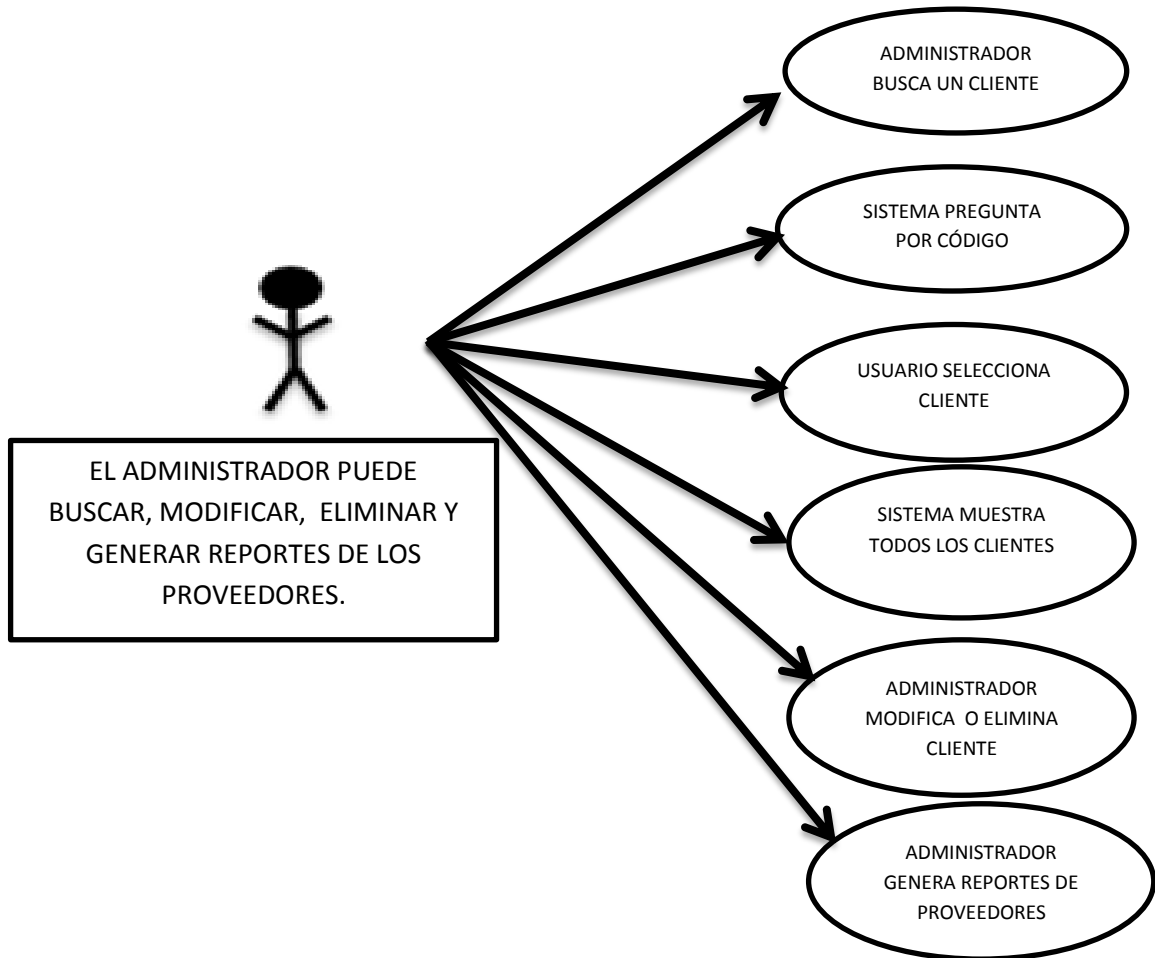 ADMINISTRADOR
BUSCA UN CLIENTE
SISTEMA PREGUNTA
POR CÓDIGO
USUARIO SELECCIONA
CLIENTE
EL ADMINISTRADOR PUEDE
BUSCAR, MODIFICAR, ELIMINAR Y
GENERAR REPORTES DE LOS
PROVEEDORES.
SISTEMA MUESTRA
TODOS LOS CLIENTES
ADMINISTRADOR
MODIFICA O ELIMINA
CLIENTE
ADMINISTRADOR
GENERA REPORTES DE
PROVEEDORES